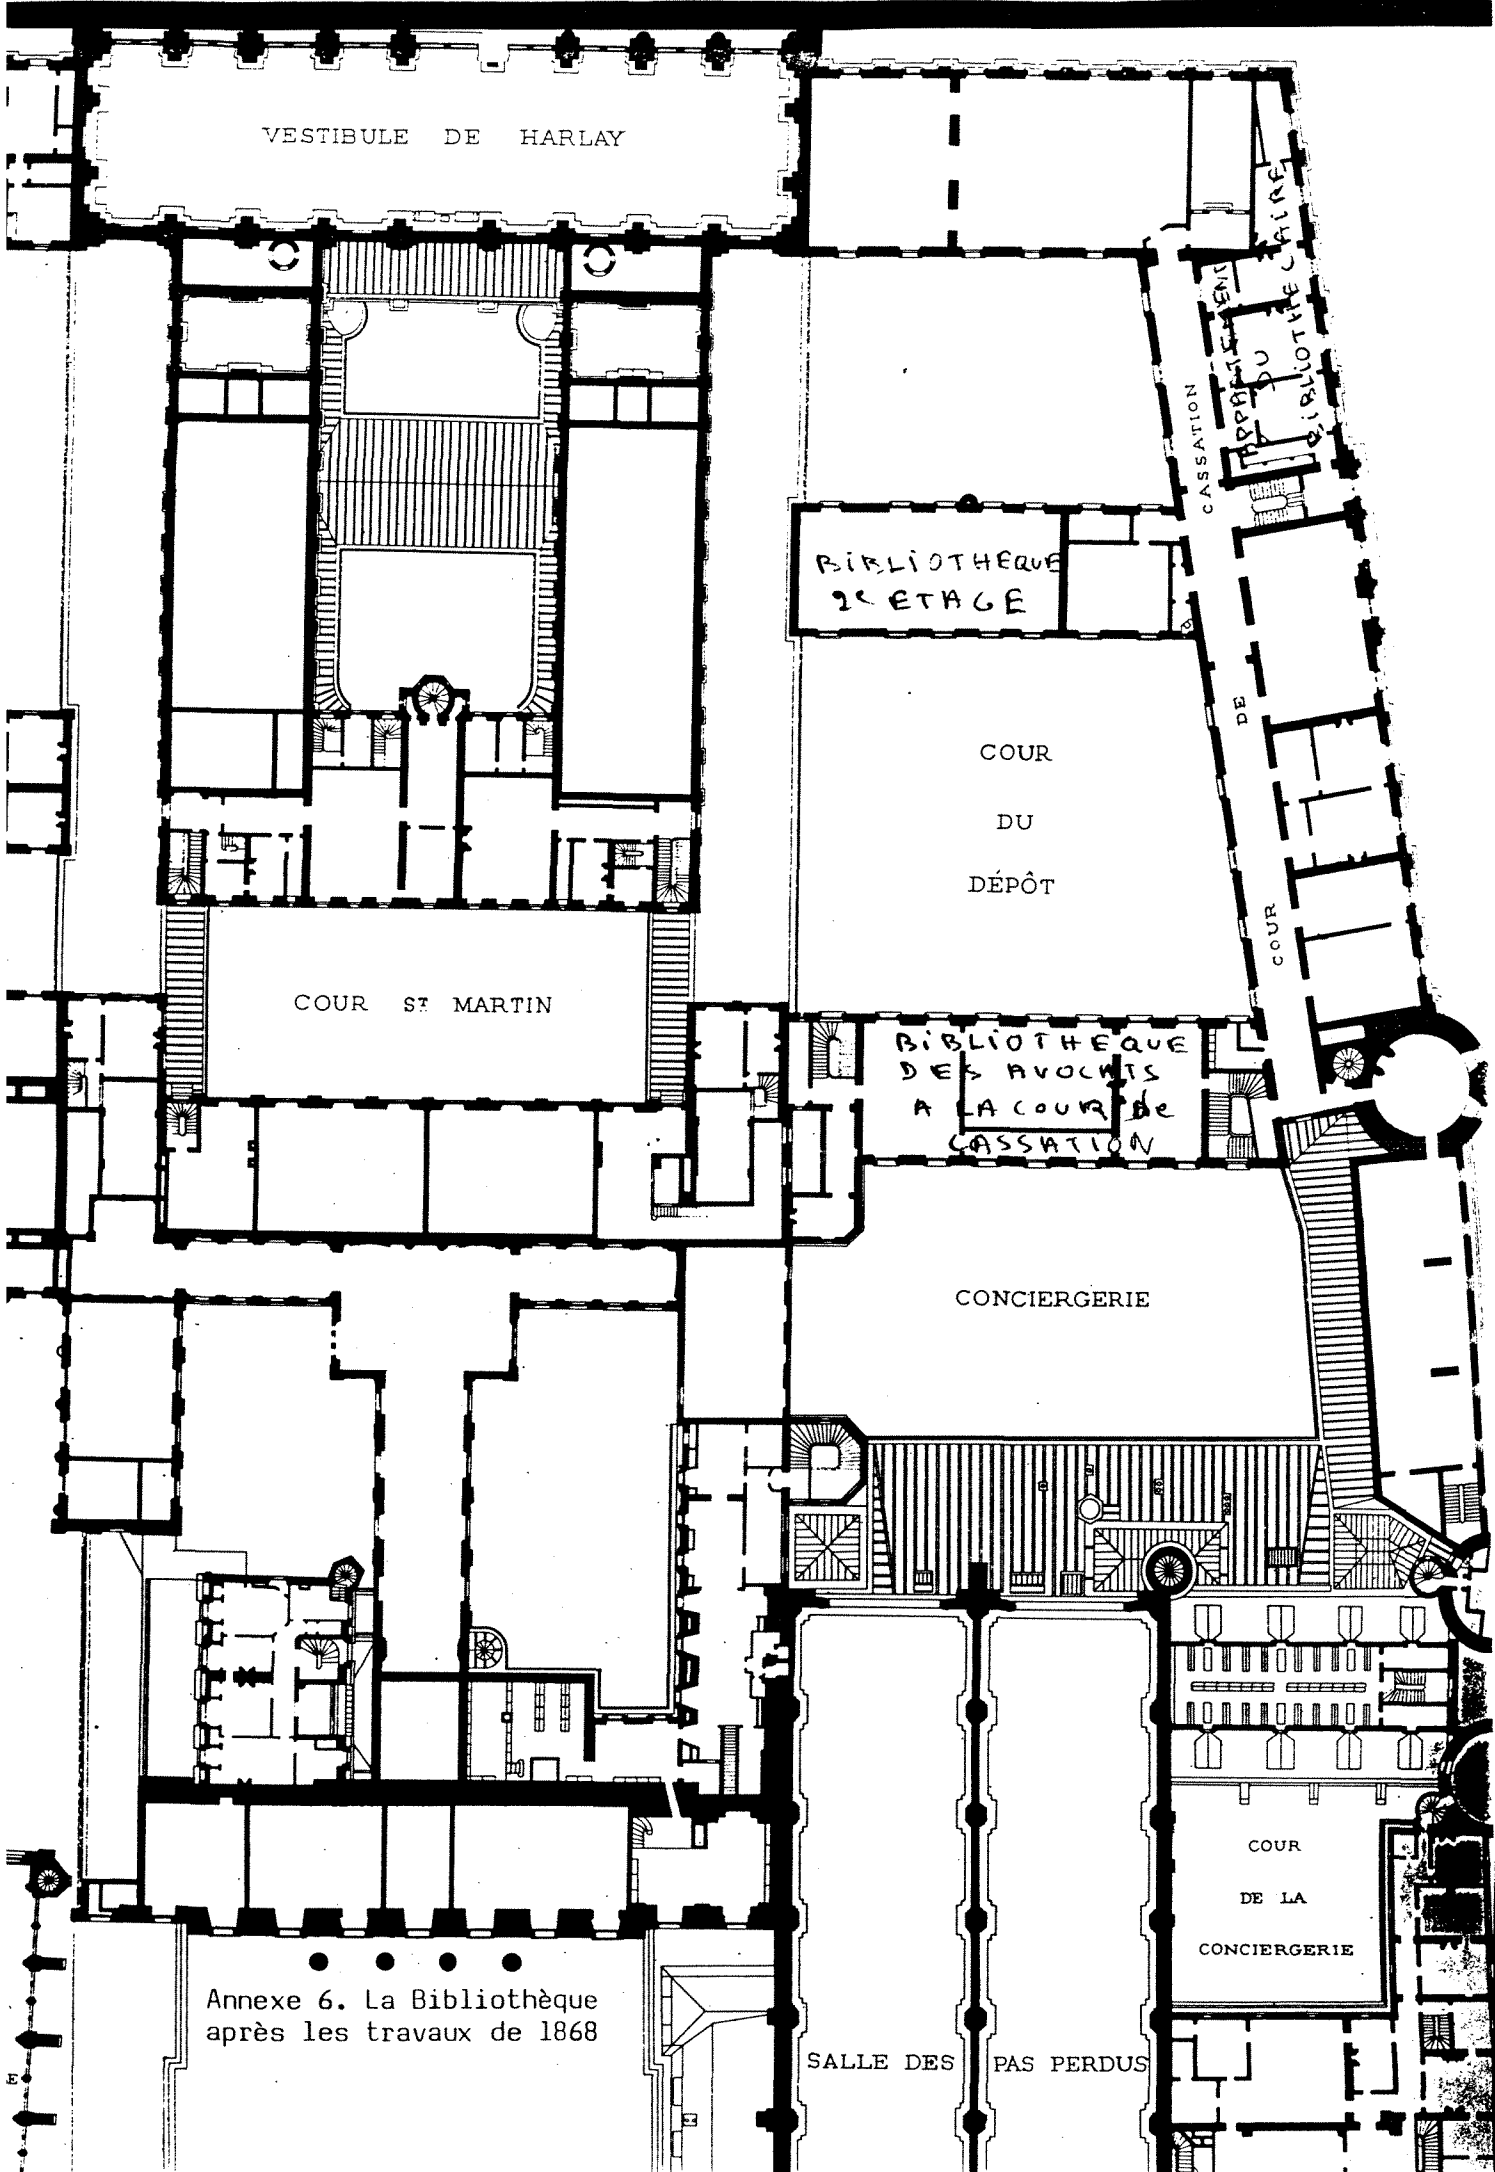 VESTIBULE DE HARLAY
APPARTEMENT
DU
BIBLIOTHECAIRE
BIBLIOTHEQUE
2e ETAGE
COUR DE CASSATION
COUR
DU
DÉPÔT
COUR ST MARTIN
BIBLIOTHEQUE
DES AVOCATS
A LA COUR de
CASSATION
CONCIERGERIE
COUR
DE LA
CONCIERGERIE
Annexe 6. La Bibliothèque
après les travaux de 1868
SALLE DES PAS PERDUS
E